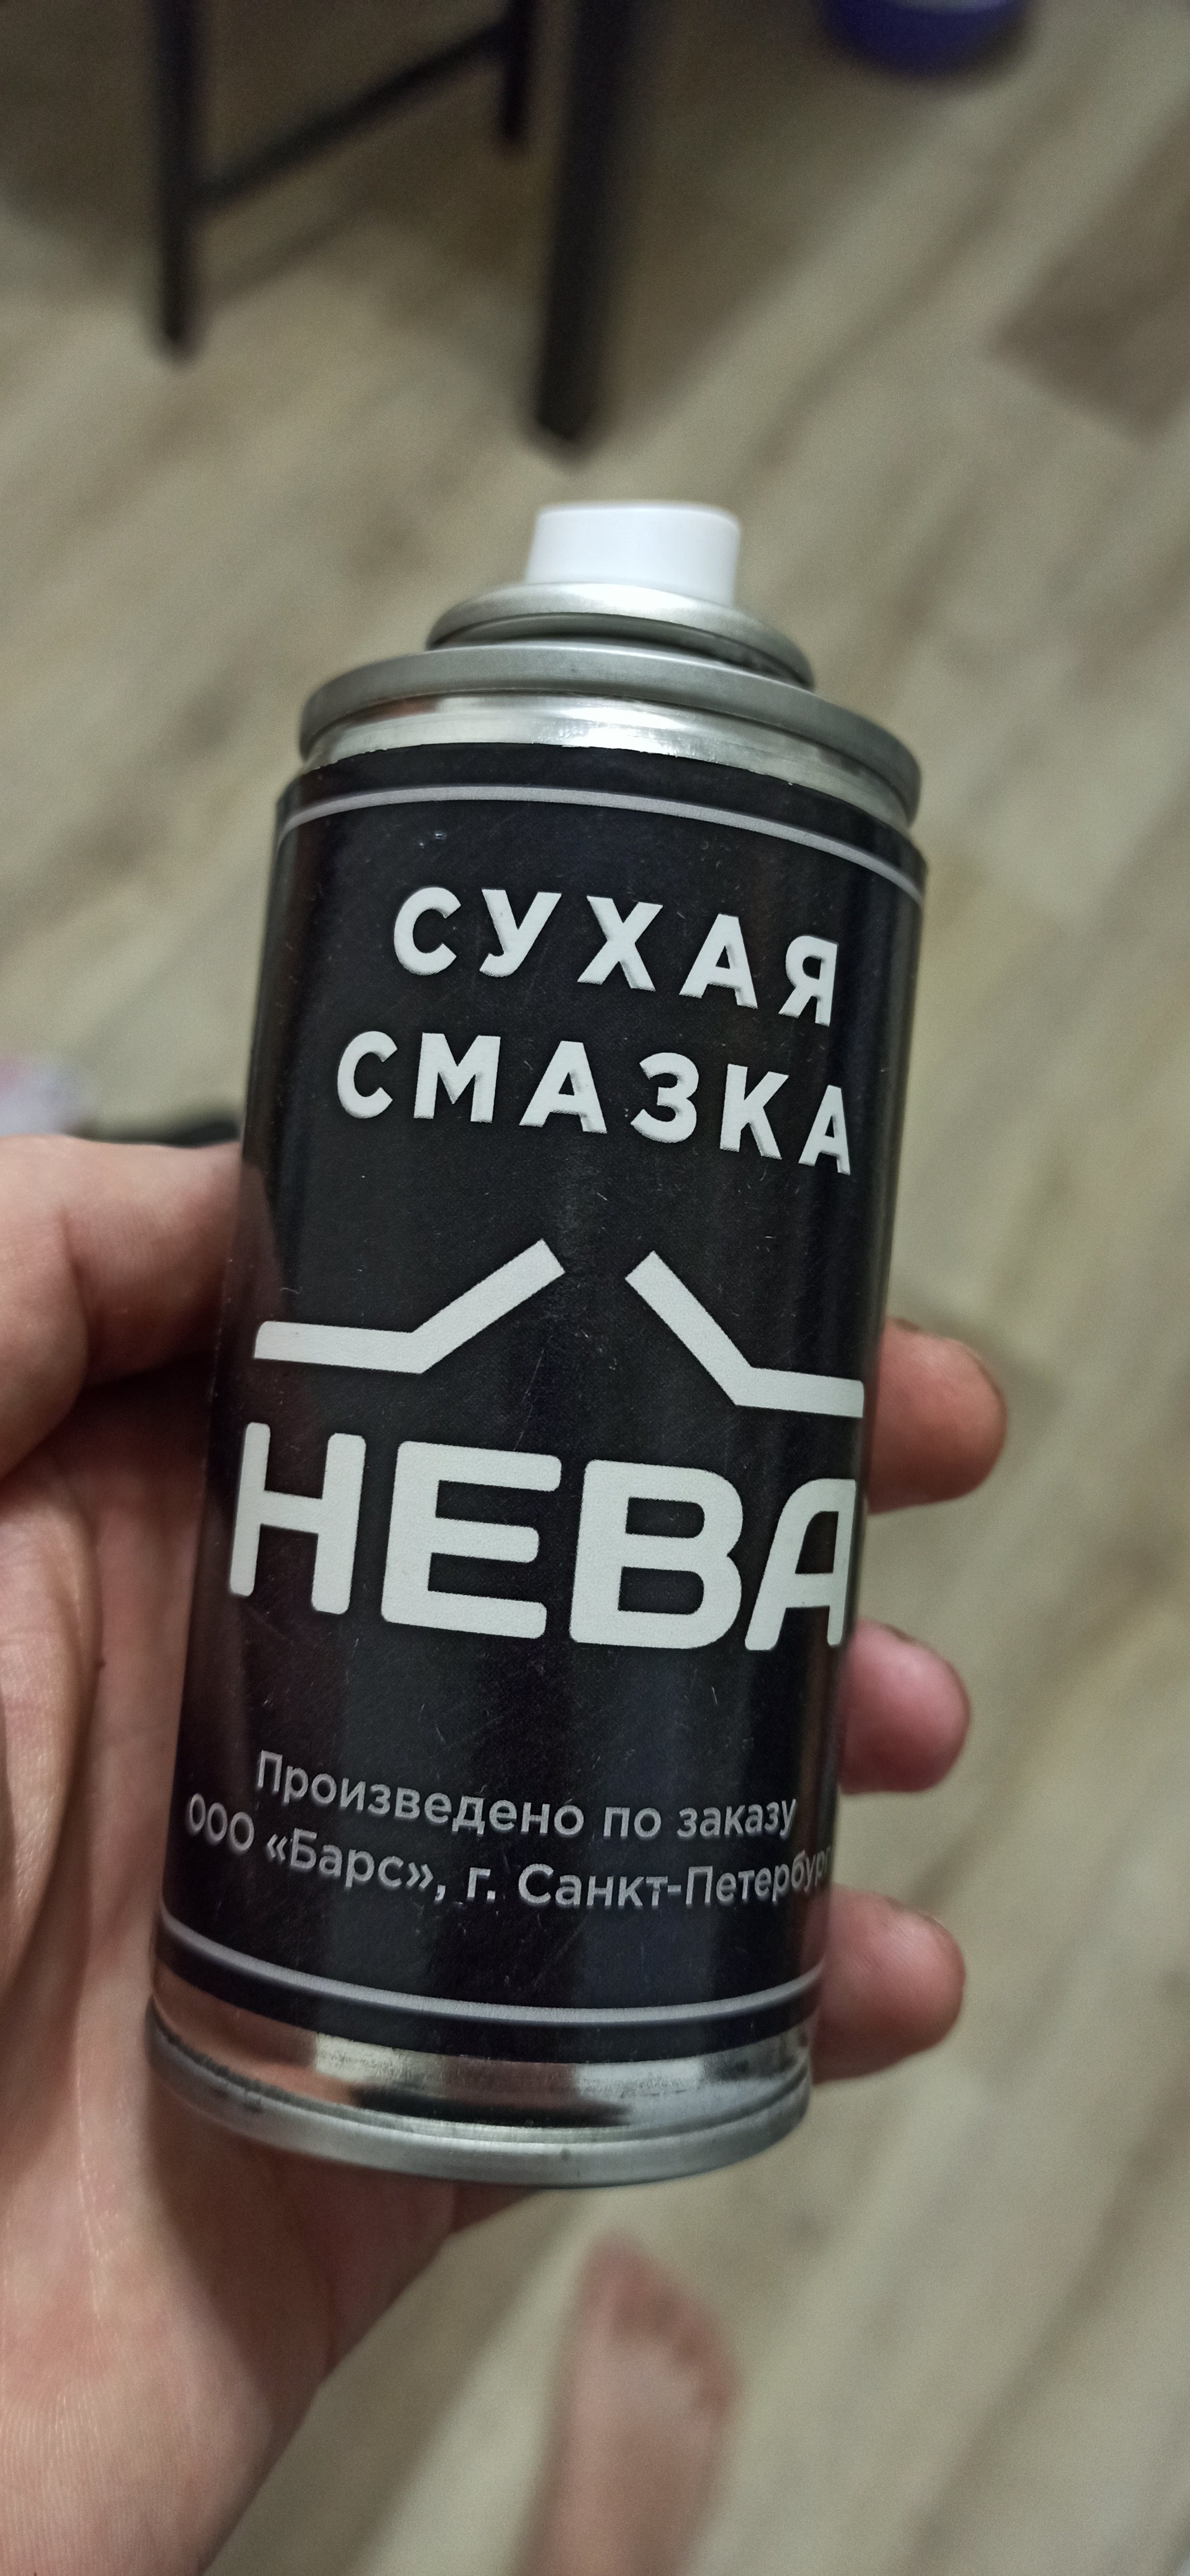 СУХАЯ
СМАЗКА
НЕВА
Произведено по заказу
ООО «Барс», г. Санкт-Петербург